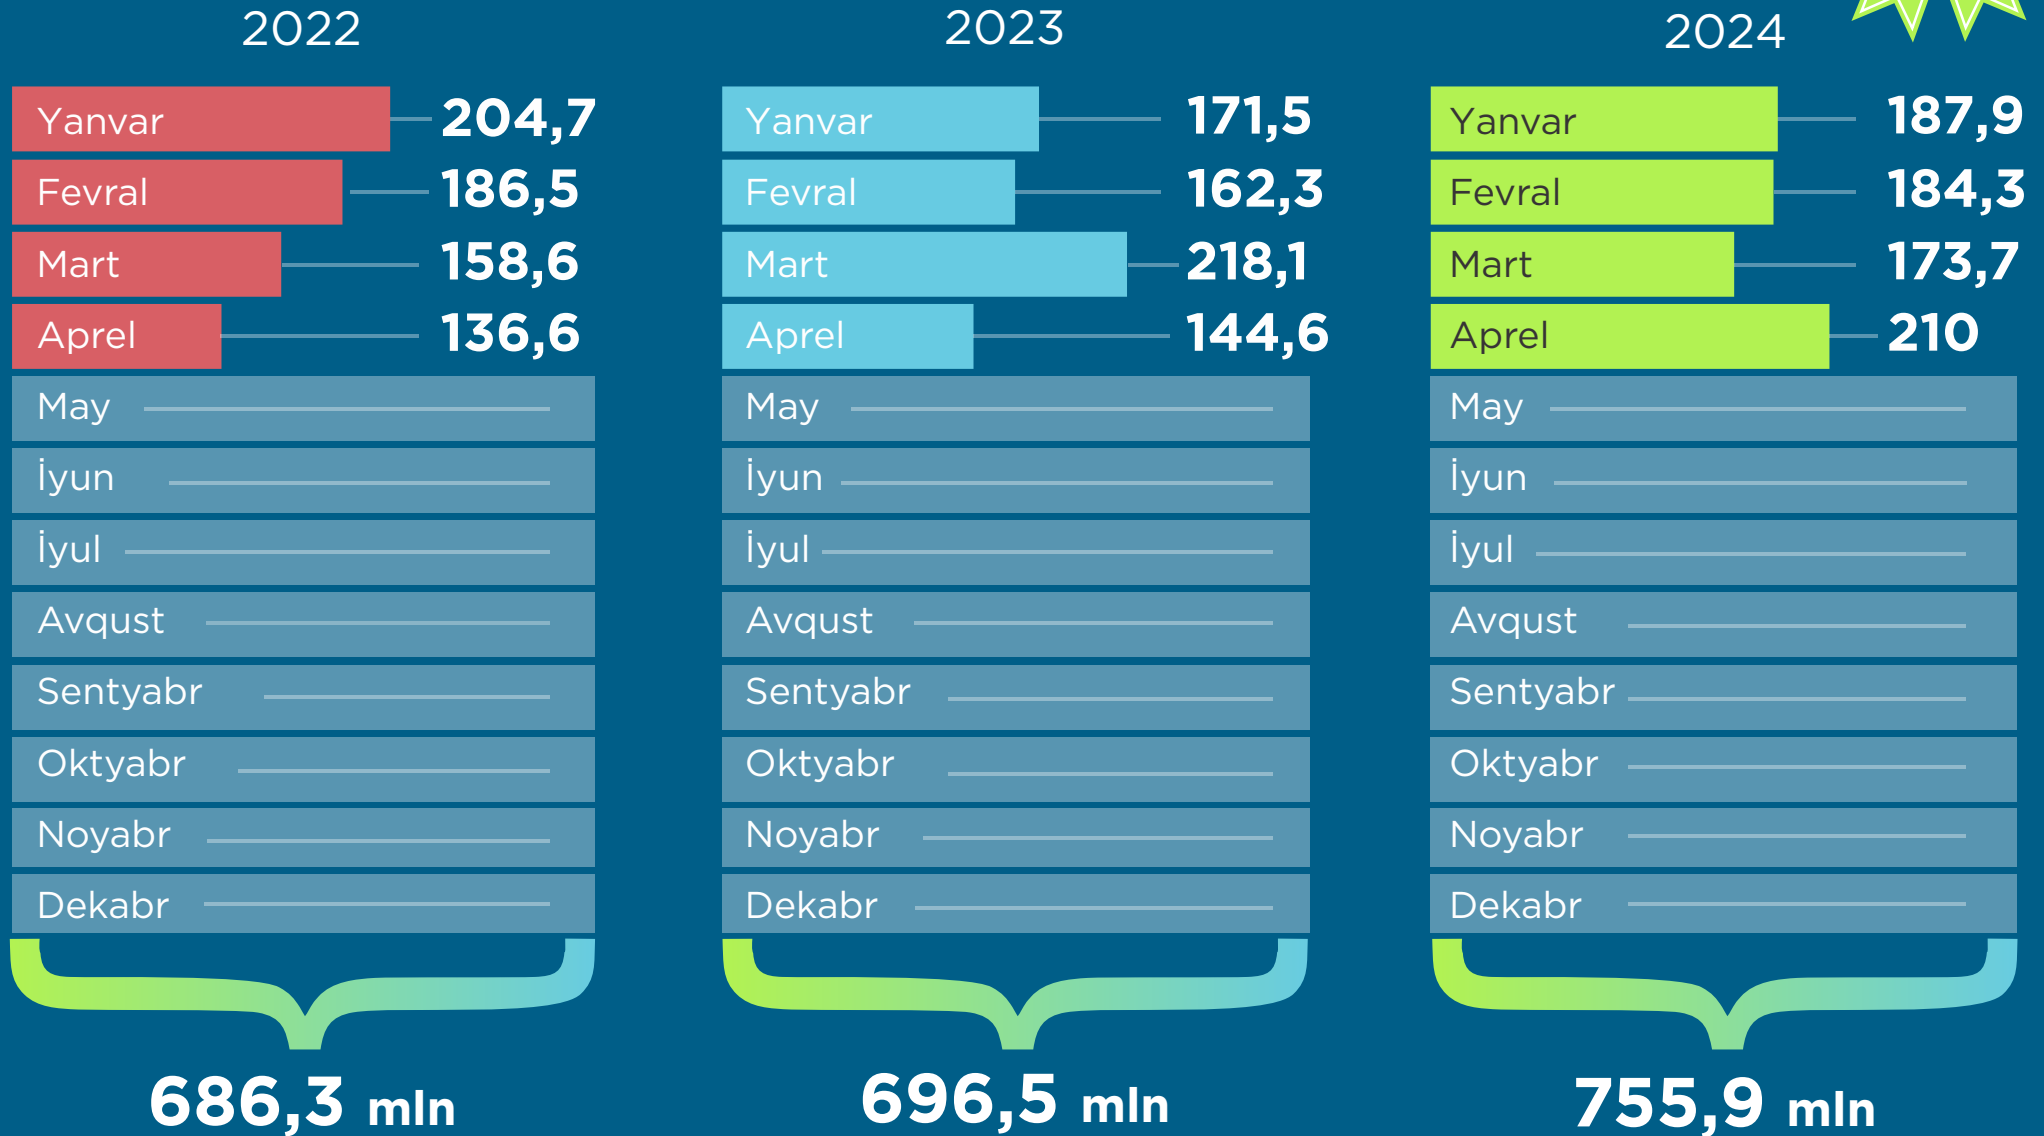 2022
Yanvar 204,7
Fevral 186,5
Mart 158,6
Aprel 136,6
May
İyun
İyul
Avqust
Sentyabr
Oktyabr
Noyabr
Dekabr
686,3 mln
2023
Yanvar 171,5
Fevral 162,3
Mart 218,1
Aprel 144,6
May
İyun
İyul
Avqust
Sentyabr
Oktyabr
Noyabr
Dekabr
696,5 mln
2024
Yanvar 187,9
Fevral 184,3
Mart 173,7
Aprel 210
May
İyun
İyul
Avqust
Sentyabr
Oktyabr
Noyabr
Dekabr
755,9 mln